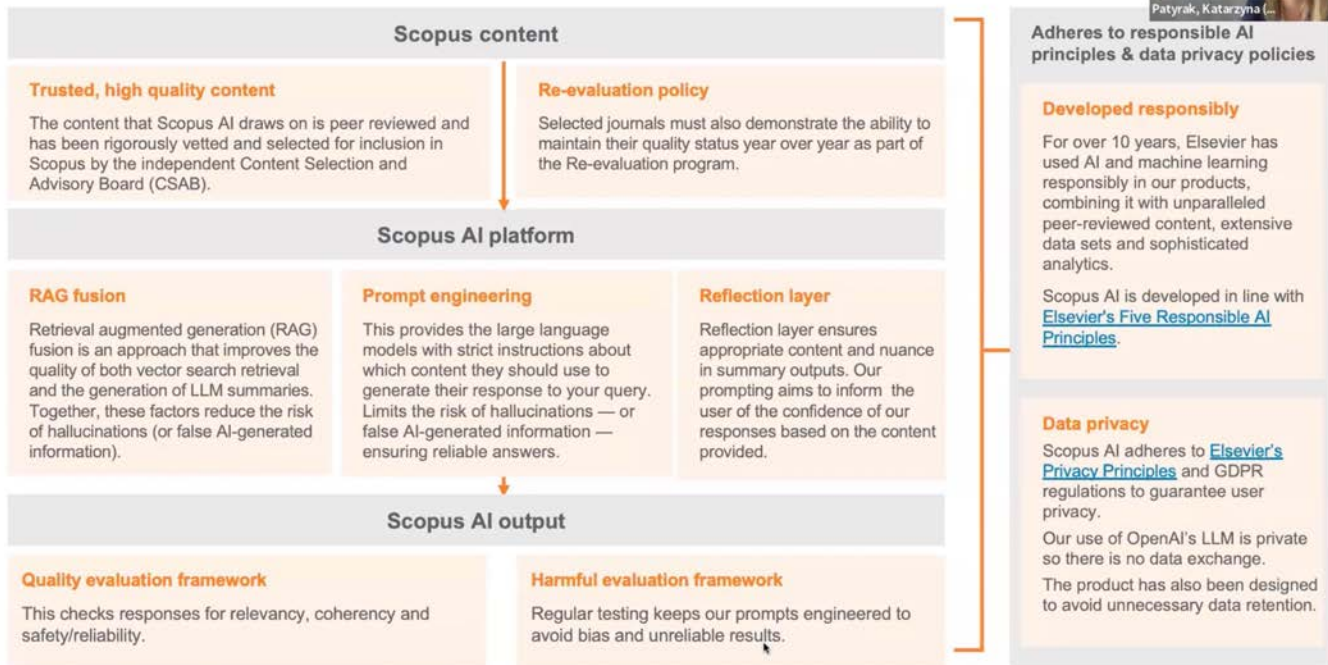 Patyrak, Katarzyna (...
Scopus content
Trusted, high quality content
The content that Scopus AI draws on is peer reviewed and
has been rigorously vetted and selected for inclusion in
Scopus by the independent Content Selection and
Advisory Board (CSAB).
Re-evaluation policy
Selected journals must also demonstrate the ability to
maintain their quality status year over year as part of
the Re-evaluation program.
Scopus AI platform
RAG fusion
Retrieval augmented generation (RAG)
fusion is an approach that improves the
quality of both vector search retrieval
and the generation of LLM summaries.
Together, these factors reduce the risk
of hallucinations (or false AI-generated
information).
Prompt engineering
This provides the large language
models with strict instructions about
which content they should use to
generate their response to your query.
Limits the risk of hallucinations — or
false AI-generated information —
ensuring reliable answers.
Reflection layer
Reflection layer ensures
appropriate content and nuance
in summary outputs. Our
prompting aims to inform the
user of the confidence of our
responses based on the content
provided.
Scopus AI output
Quality evaluation framework
This checks responses for relevancy, coherency and
safety/reliability.
Harmful evaluation framework
Regular testing keeps our prompts engineered to
avoid bias and unreliable results.
Adheres to responsible AI
principles & data privacy policies
Developed responsibly
For over 10 years, Elsevier has
used AI and machine learning
responsibly in our products,
combining it with unparalleled
peer-reviewed content, extensive
data sets and sophisticated
analytics.
Scopus AI is developed in line with
Elsevier's Five Responsible AI
Principles.
Data privacy
Scopus AI adheres to Elsevier's
Privacy Principles and GDPR
regulations to guarantee user
privacy.
Our use of OpenAI's LLM is private
so there is no data exchange.
The product has also been designed
to avoid unnecessary data retention.